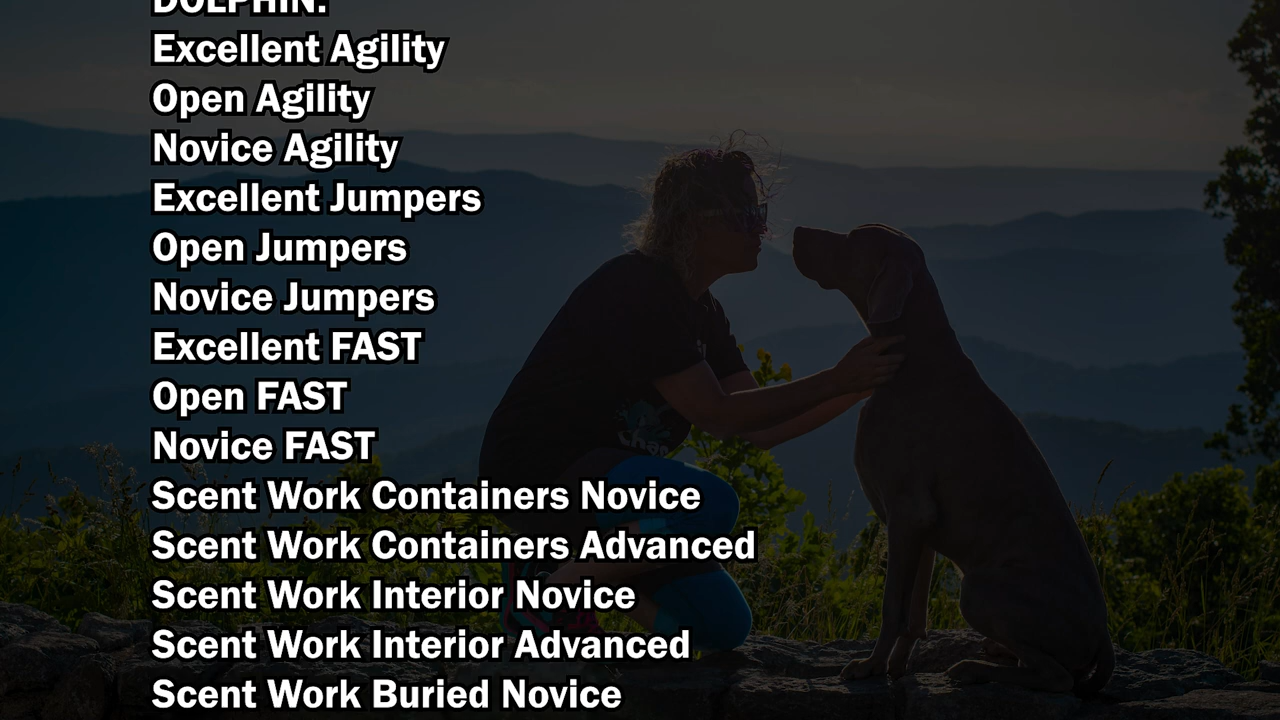 DOLPHIN:
Excellent Agility
Open Agility
Novice Agility
Excellent Jumpers
Open Jumpers
Novice Jumpers
Excellent FAST
Open FAST
Novice FAST
Scent Work Containers Novice
Scent Work Containers Advanced
Scent Work Interior Novice
Scent Work Interior Advanced
Scent Work Buried Novice